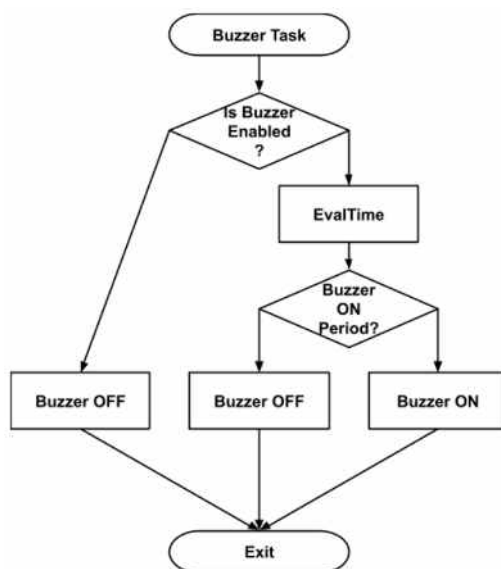 Buzzer Task
Is Buzzer
Enabled
?
EvalTime
Buzzer
ON
Period?
Buzzer OFF
Buzzer OFF
Buzzer ON
Exit